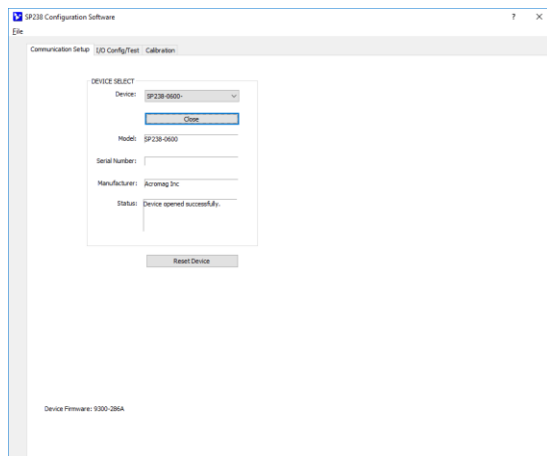 SP238 Configuration Software ? ✕
File
Communication Setup I/O Config/Test Calibration
DEVICE SELECT
Device: SP238-0600-
Close
Model: SP238-0600
Serial Number:
Manufacturer: Acromag Inc
Status: Device opened successfully.
Reset Device
Device Firmware: 9300-286A